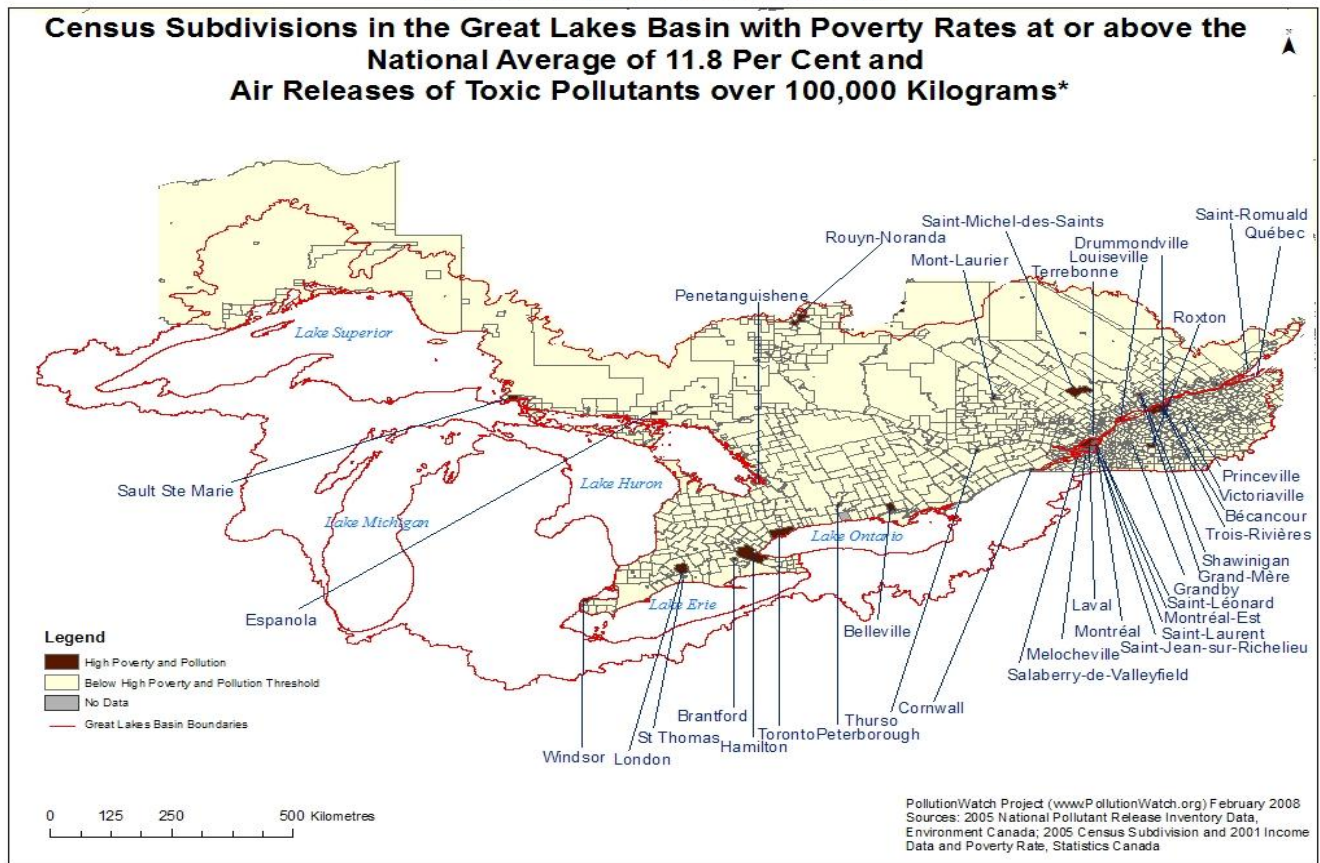 Census Subdivisions in the Great Lakes Basin with Poverty Rates at or above the
National Average of 11.8 Per Cent and
Air Releases of Toxic Pollutants over 100,000 Kilograms*
Saint-Michel-des-Saints
Saint-Romuald
Québec
Rouyn-Noranda
Drummondville
Louiseville
Mont-Laurier
Terrebonne
Penetanguishene
Roxton
Lake Superior
Sault Ste Marie
Lake Huron
Lake Michigan
Lake Ontario
Lake Erie
Espanola
Princeville
Victoriaville
Bécancour
Trois-Rivières
Shawinigan
Grand-Mère
Grandby
Saint-Léonard
Laval
Montréal-Est
Montréal
Saint-Laurent
Melocheville
Saint-Jean-sur-Richelieu
Salaberry-de-Valleyfield
Belleville
Cornwall
Thurso
Brantford
St Thomas
Hamilton
Toronto
Peterborough
Windsor
London
Legend
High Poverty and Pollution
Below High Poverty and Pollution Threshold
No Data
Great Lakes Basin Boundaries
0 125 250 500 Kilometres
PollutionWatch Project (www.PollutionWatch.org) February 2008
Sources: 2005 National Pollutant Release Inventory Data,
Environment Canada; 2005 Census Subdivision and 2001 Income
Data and Poverty Rate, Statistics Canada